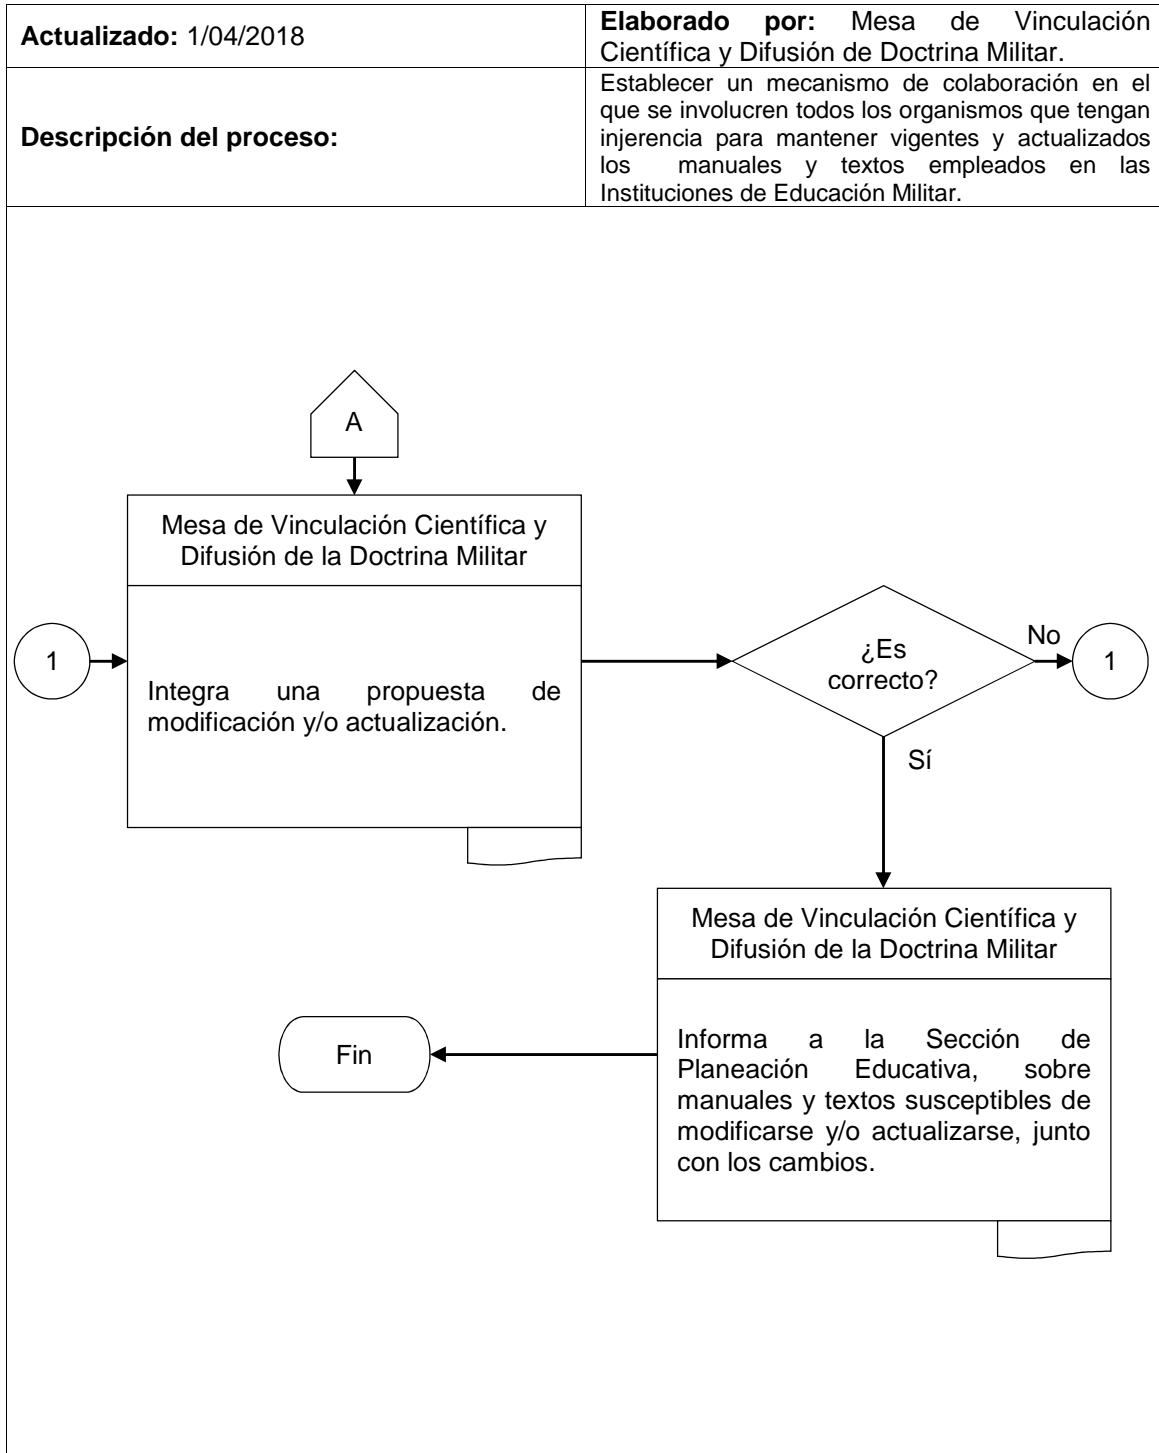 Actualizado: 1/04/2018
Elaborado por: Mesa de Vinculación
Científica y Difusión de Doctrina Militar.
Descripción del proceso:
Establecer un mecanismo de colaboración en el
que se involucren todos los organismos que tengan
injerencia para mantener vigentes y actualizados
los manuales y textos empleados en las
Instituciones de Educación Militar.
A
Mesa de Vinculación Científica y
Difusión de la Doctrina Militar
1
Integra una propuesta de
modificación y/o actualización.
¿Es
correcto?
No
1
Sí
Mesa de Vinculación Científica y
Difusión de la Doctrina Militar
Informa a la Sección de
Planeación Educativa, sobre
manuales y textos susceptibles de
modificarse y/o actualizarse, junto
con los cambios.
Fin